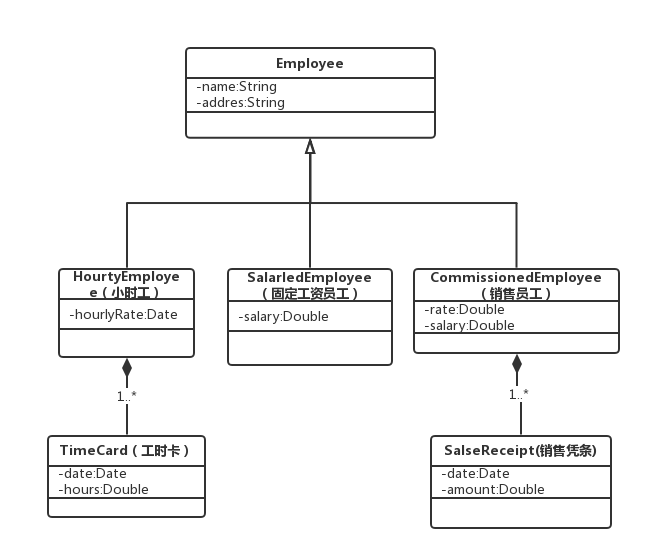 Employee
-name:String
-addres:String
HourtyEmploye
e（小时工）
-hourlyRate:Date
SalarledEmployee
（固定工资员工）
-salary:Double
CommissionedEmployee
（销售员工）
-rate:Double
-salary:Double
1..*
1..*
TimeCard（工时卡）
-date:Date
-hours:Double
SalseReceipt(销售凭条)
-date:Date
-amount:Double